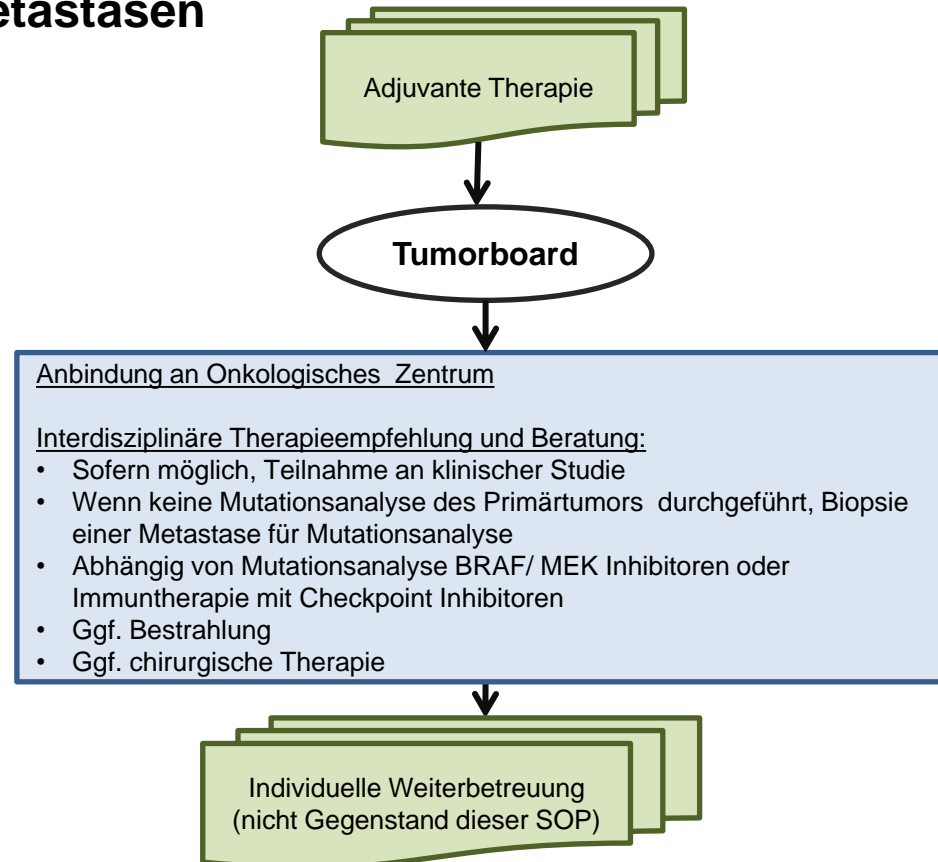 etastasen
Adjuvante Therapie
Tumorboard
Anbindung an Onkologisches Zentrum
Interdisziplinäre Therapieempfehlung und Beratung:
• Sofern möglich, Teilnahme an klinischer Studie
• Wenn keine Mutationsanalyse des Primärtumors durchgeführt, Biopsie
einer Metastase für Mutationsanalyse
• Abhängig von Mutationsanalyse BRAF/ MEK Inhibitoren oder
Immuntherapie mit Checkpoint Inhibitoren
• Ggf. Bestrahlung
• Ggf. chirurgische Therapie
Individuelle Weiterbetreuung
(nicht Gegenstand dieser SOP)